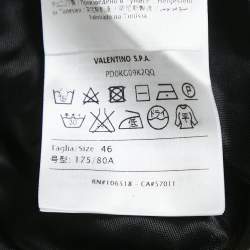 VALENTINO S.P.A.
PD0KG09K2QQ
Taglia/Size 46
号型: 175/80A
RN#106518 - CA#57011